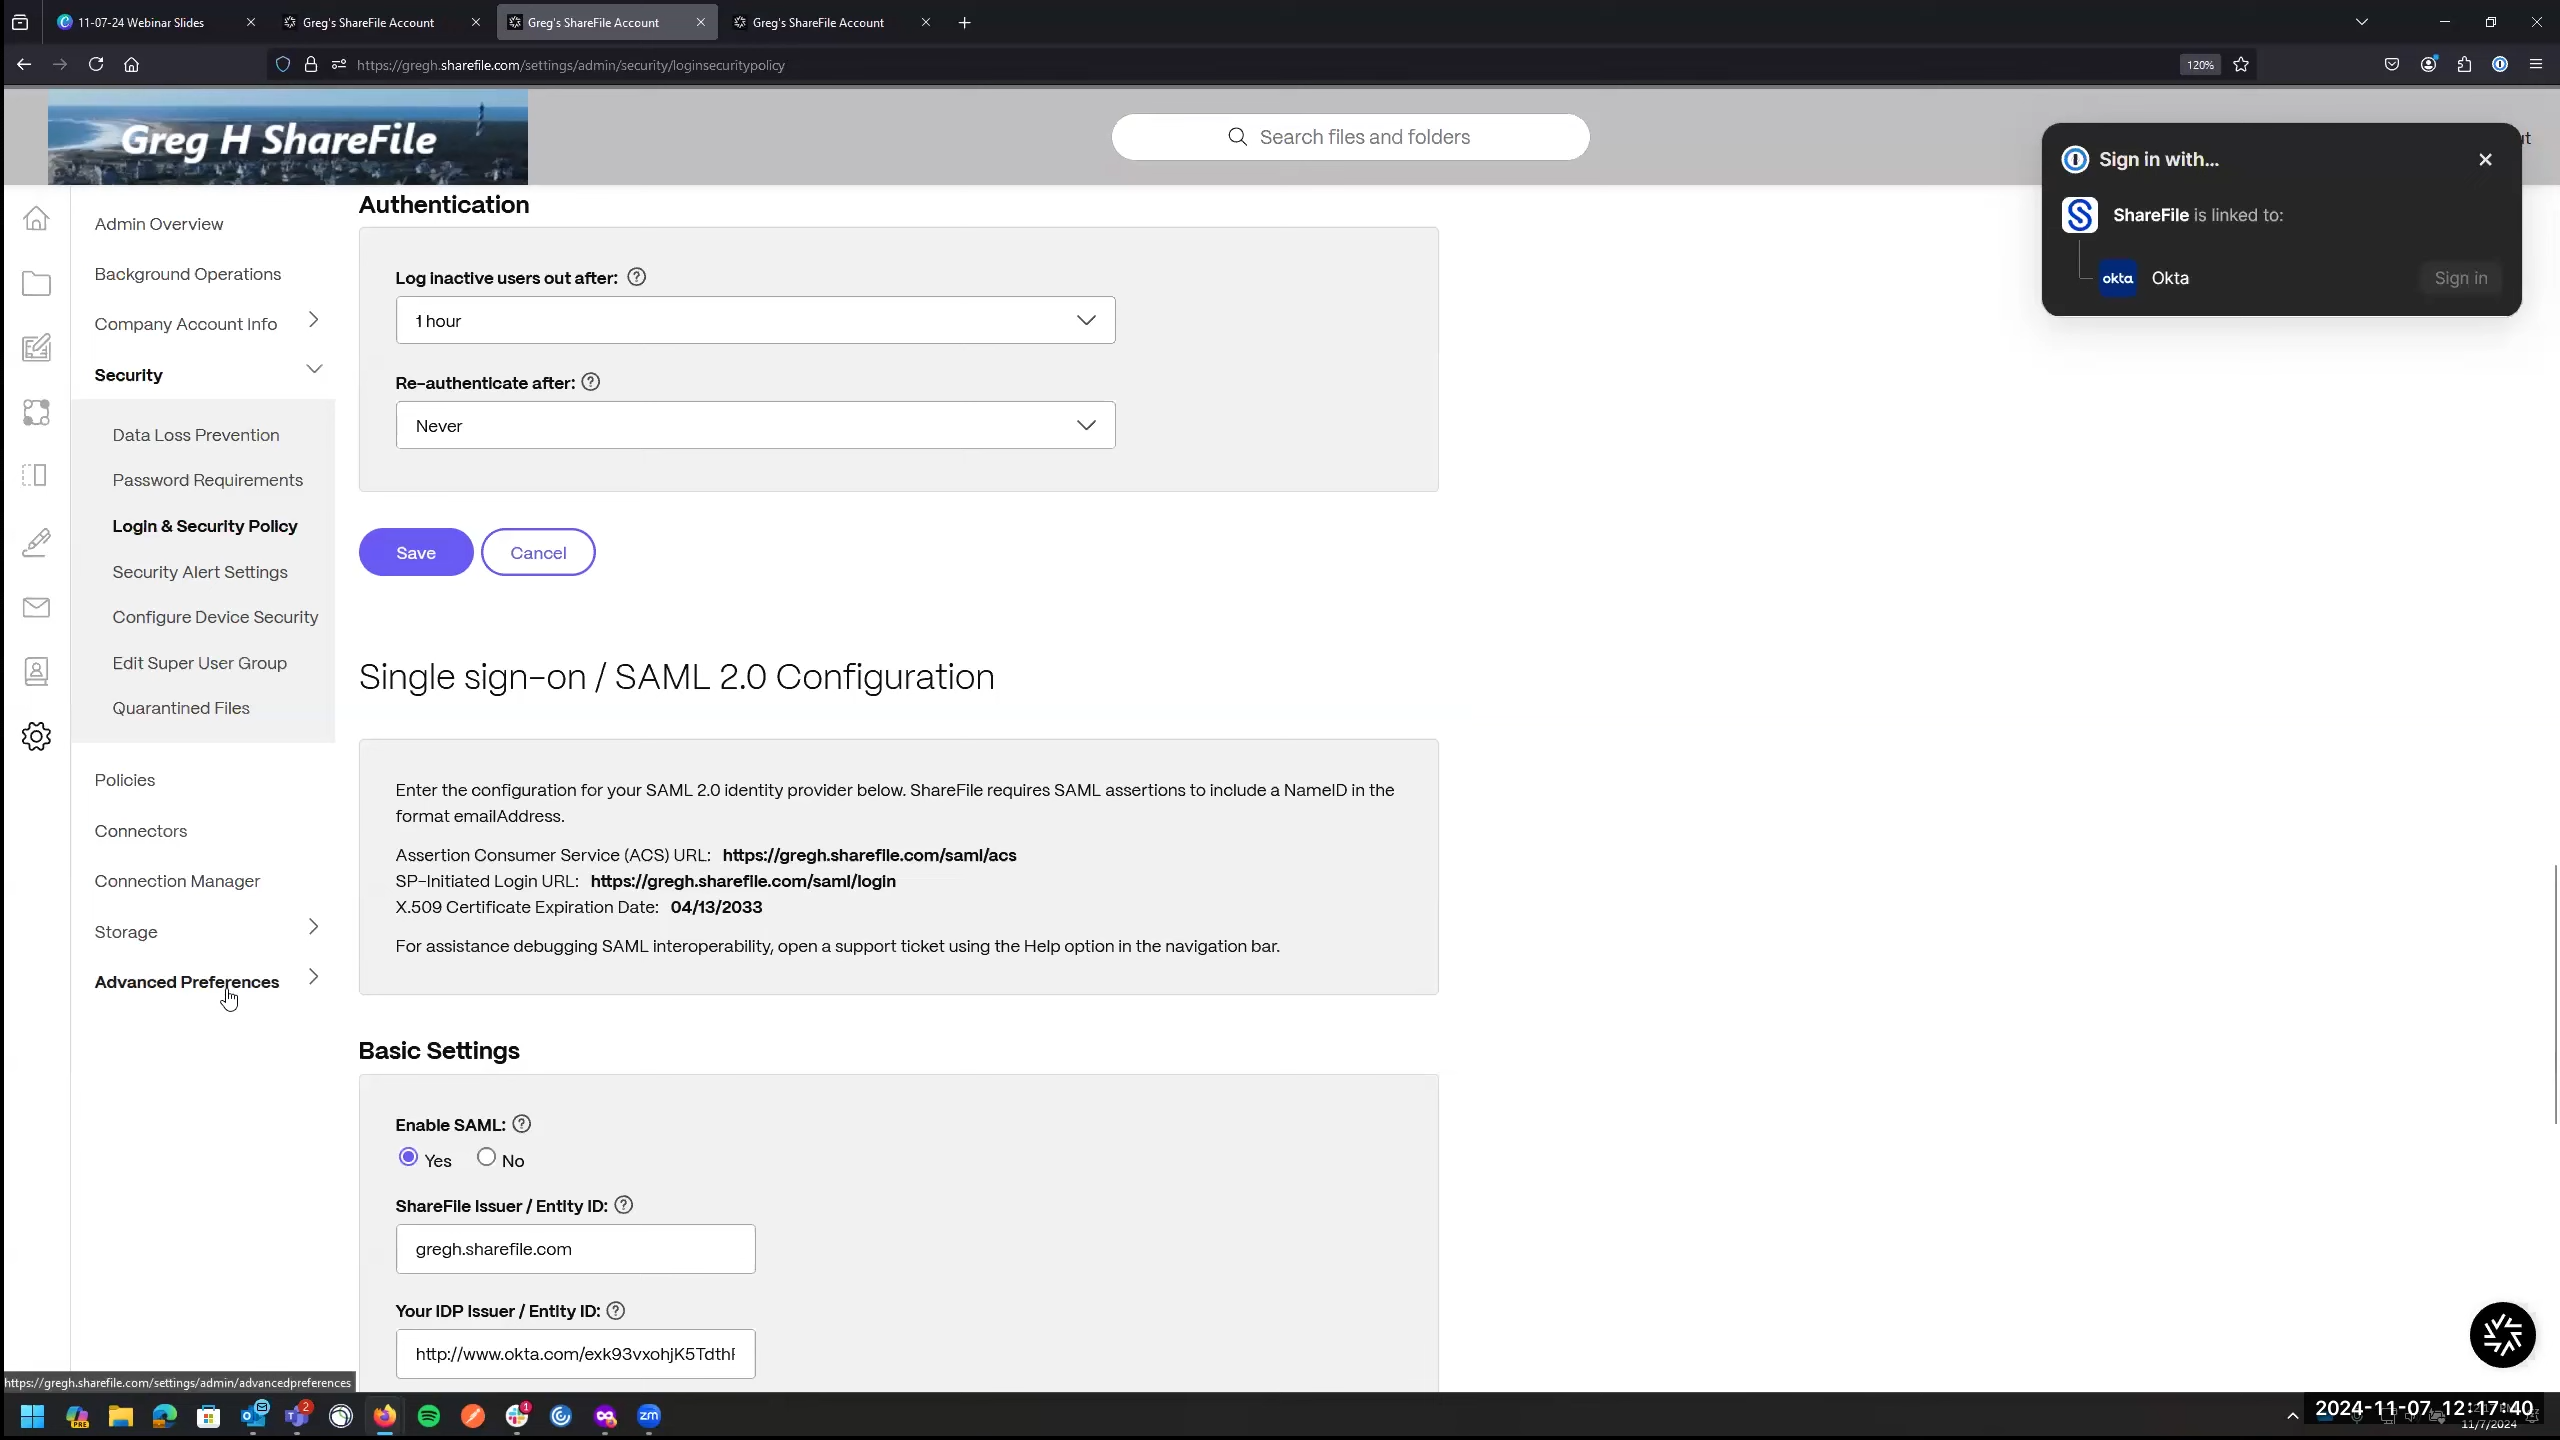 11-07-24 Webinar Slides
Greg's ShareFile Account
Greg's ShareFile Account
Greg's ShareFile Account
https://gregh.sharefile.com/settings/admin/security/loginsecuritypolicy
120%
Greg H ShareFile
Search files and folders
Sign in with...
ShareFile is linked to:
okta Okta
Sign in
Admin Overview
Background Operations
Company Account Info
Security
Data Loss Prevention
Password Requirements
Login & Security Policy
Security Alert Settings
Configure Device Security
Edit Super User Group
Quarantined Files
Policies
Connectors
Connection Manager
Storage
Advanced Preferences
Authentication
Log inactive users out after:
1 hour
Re-authenticate after:
Never
Save
Cancel
Single sign-on / SAML 2.0 Configuration
Enter the configuration for your SAML 2.0 identity provider below. ShareFile requires SAML assertions to include a NameID in the
format emailAddress.
Assertion Consumer Service (ACS) URL: https://gregh.sharefile.com/saml/acs
SP-Initiated Login URL: https://gregh.sharefile.com/saml/login
X.509 Certificate Expiration Date: 04/13/2033
For assistance debugging SAML interoperability, open a support ticket using the Help option in the navigation bar.
Basic Settings
Enable SAML:
Yes No
ShareFile Issuer / Entity ID:
gregh.sharefile.com
Your IDP Issuer / Entity ID:
http://www.okta.com/exk93vxohjK5Tdth
https://gregh.sharefile.com/settings/admin/advancedpreferences
PRE
2
1
zm
2024-11-07 12:17:40
11/7/2024